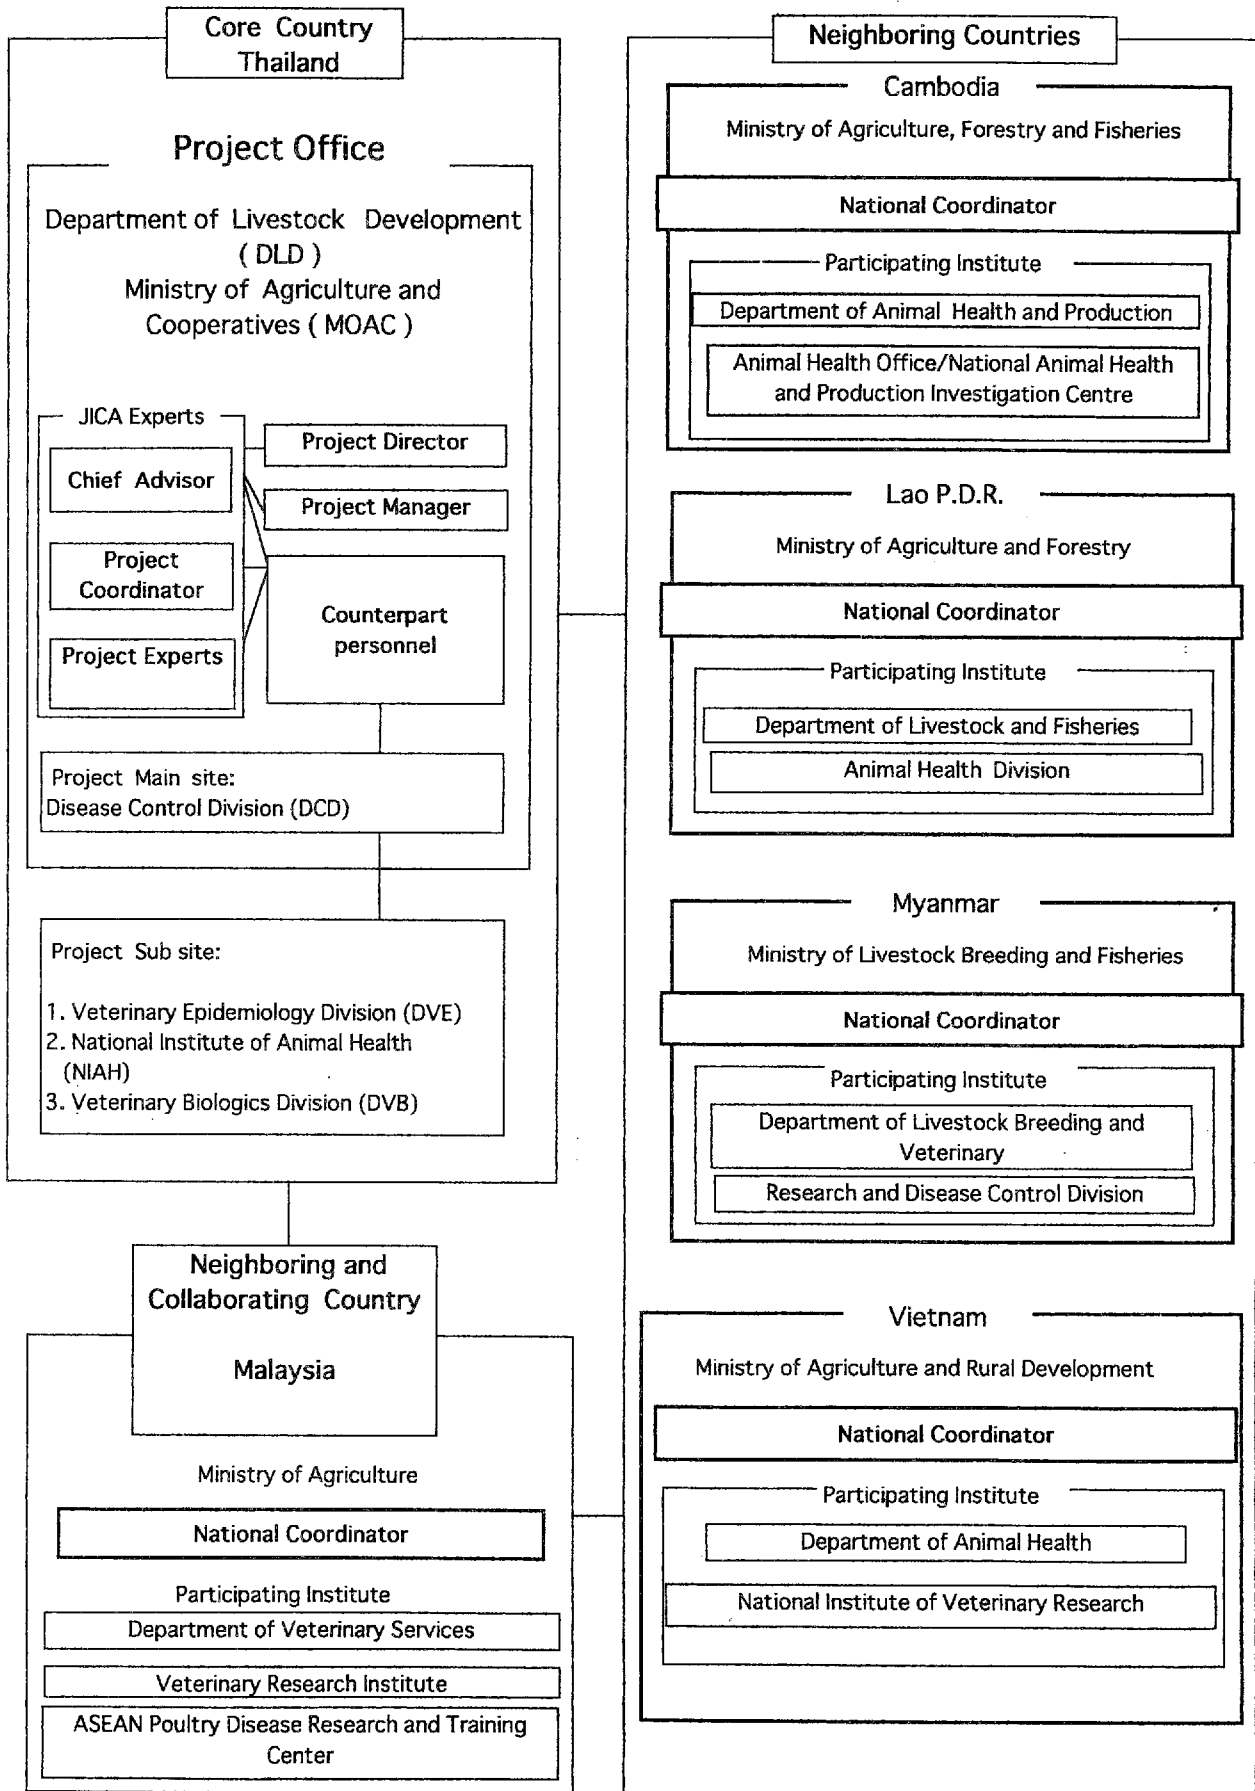 Core Country
Thailand
Project Office
Department of Livestock Development
( DLD )
Ministry of Agriculture and
Cooperatives ( MOAC )
JICA Experts
Chief Advisor
Project
Coordinator
Project Experts
Project Director
Project Manager
Counterpart
personnel
Project Main site:
Disease Control Division (DCD)
Project Sub site:
1. Veterinary Epidemiology Division (DVE)
2. National Institute of Animal Health
(NIAH)
3. Veterinary Biologics Division (DVB)
Neighboring and
Collaborating Country
Malaysia
Ministry of Agriculture
National Coordinator
Participating Institute
Department of Veterinary Services
Veterinary Research Institute
ASEAN Poultry Disease Research and Training
Center
Neighboring Countries
Cambodia
Ministry of Agriculture, Forestry and Fisheries
National Coordinator
Participating Institute
Department of Animal Health and Production
Animal Health Office/National Animal Health
and Production Investigation Centre
Lao P.D.R.
Ministry of Agriculture and Forestry
National Coordinator
Participating Institute
Department of Livestock and Fisheries
Animal Health Division
Myanmar
Ministry of Livestock Breeding and Fisheries
National Coordinator
Participating Institute
Department of Livestock Breeding and
Veterinary
Research and Disease Control Division
Vietnam
Ministry of Agriculture and Rural Development
National Coordinator
Participating Institute
Department of Animal Health
National Institute of Veterinary Research